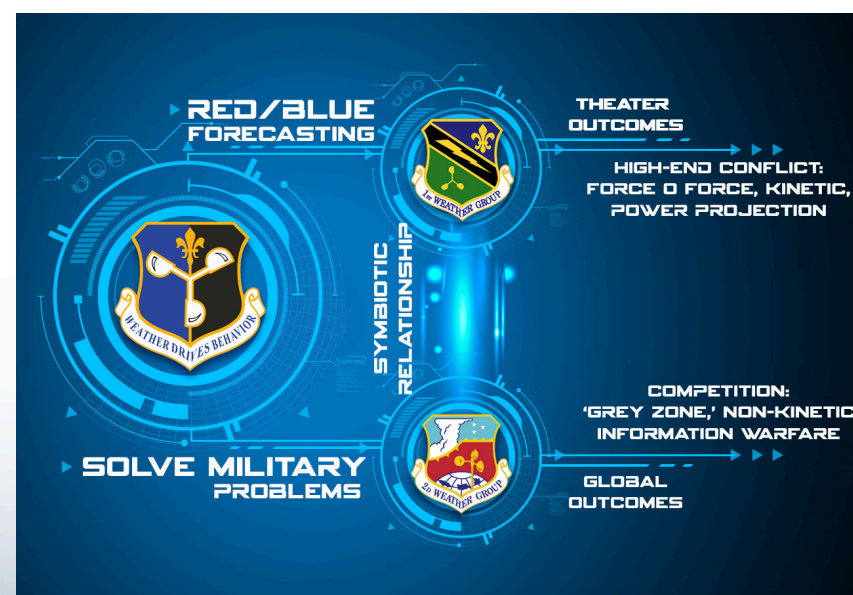 RED/BLUE
FORECASTING
THEATER
OUTCOMES
HIGH-END CONFLICT:
FORCE O FORCE, KINETIC,
POWER PROJECTION
1ST WEATHER GROUP
WEATHER DRIVES BEHAVIOR
SYMBIOTIC
RELATIONSHIP
Scanning
COMPETITION:
‘GREY ZONE,’ NON-KINETIC
INFORMATION WARFARE
SOLVE MILITARY
PROBLEMS
2D WEATHER GROUP
GLOBAL
OUTCOMES